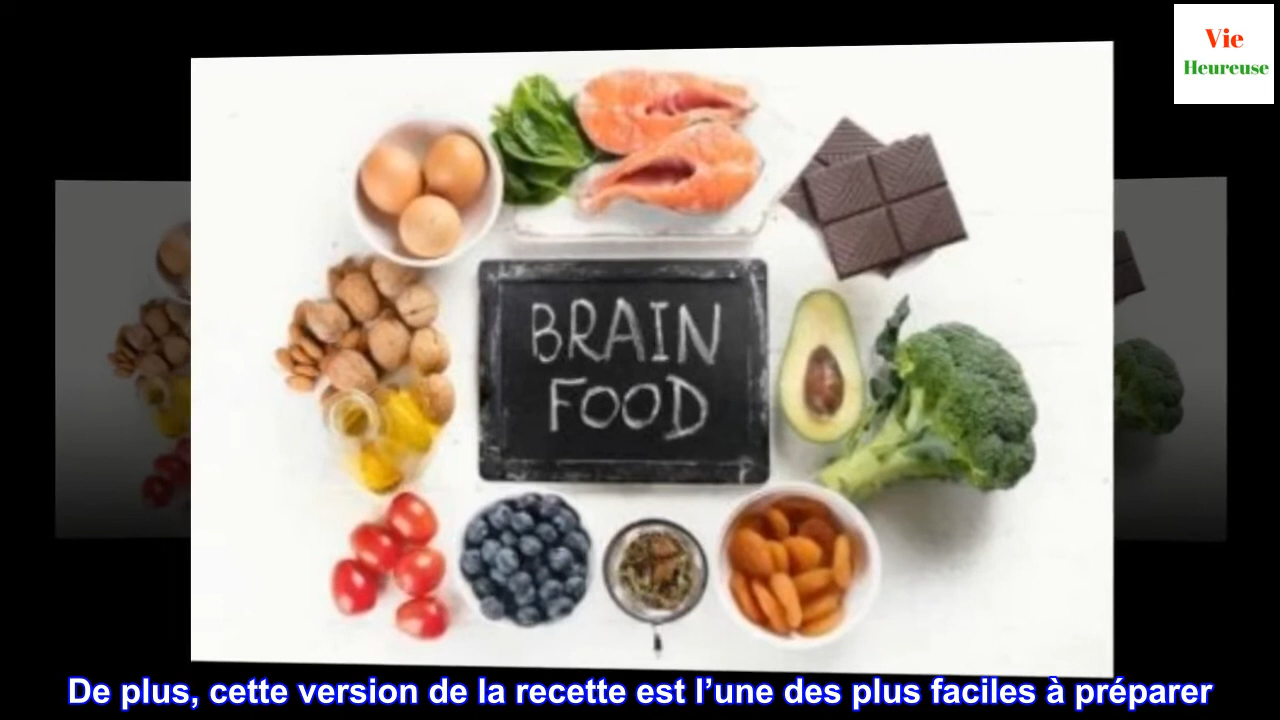 Vie
Heureuse
BRAIN
FOOD
De plus, cette version de la recette est l’une des plus faciles à préparer